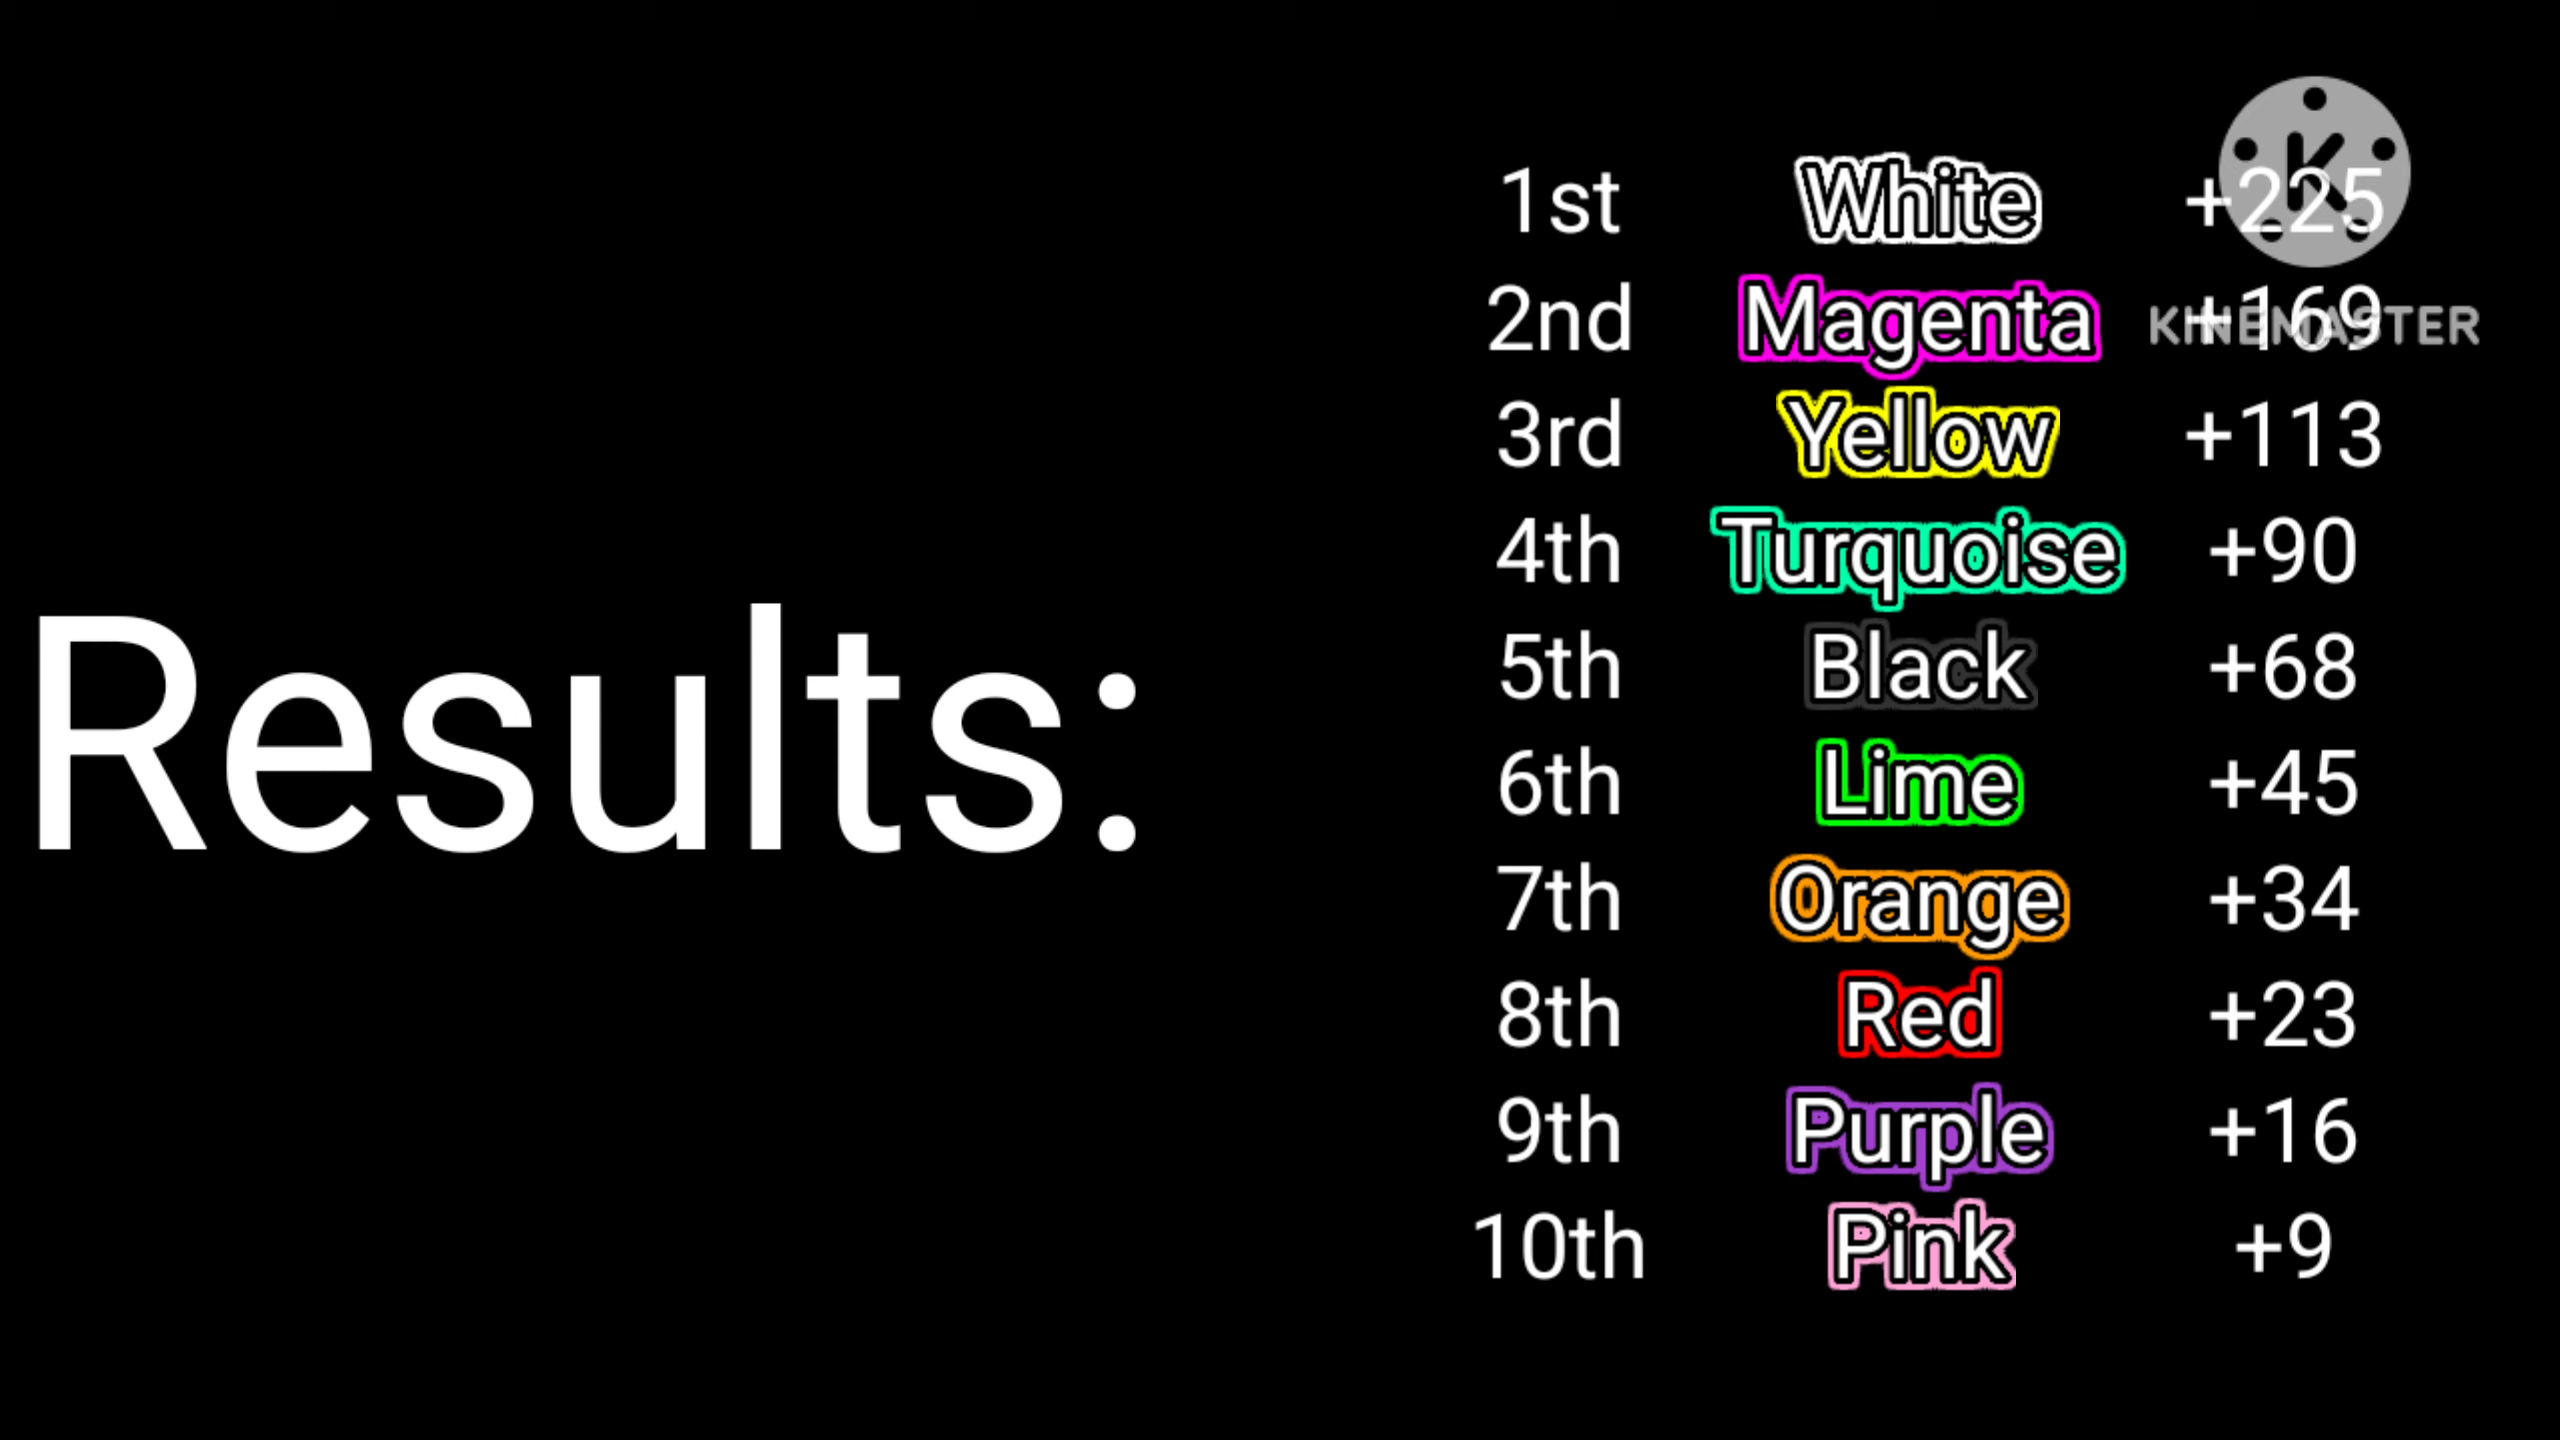 Results:
1st White +225
2nd Magenta +169
3rd Yellow +113
4th Turquoise +90
5th Black +68
6th Lime +45
7th Orange +34
8th Red +23
9th Purple +16
10th Pink +9
K
KINEMASTER